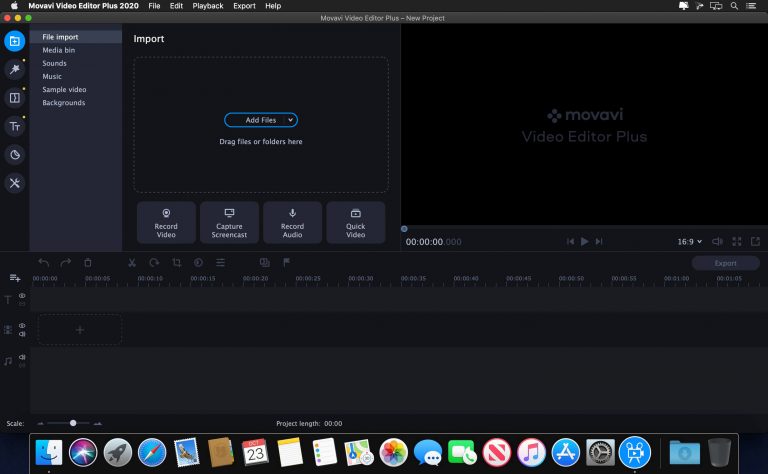 Movavi Video Editor Plus 2020 File Edit Playback Export Help
Movavi Video Editor Plus – New Project
File import
Media bin
Sounds
Music
Sample video
Backgrounds
Import
Add Files
Drag files or folders here
Record
Video
Capture
Screencast
Record
Audio
Quick
Video
movavi
Video Editor Plus
00:00:00.000
16:9
Export
00:00:00 00:00:05 00:00:10 00:00:15 00:00:20 00:00:25 00:00:30 00:00:35 00:00:40 00:00:45 00:00:50 00:00:55 00:01:00 00:01:05
Scale:
Project length: 00:00
OCT
23